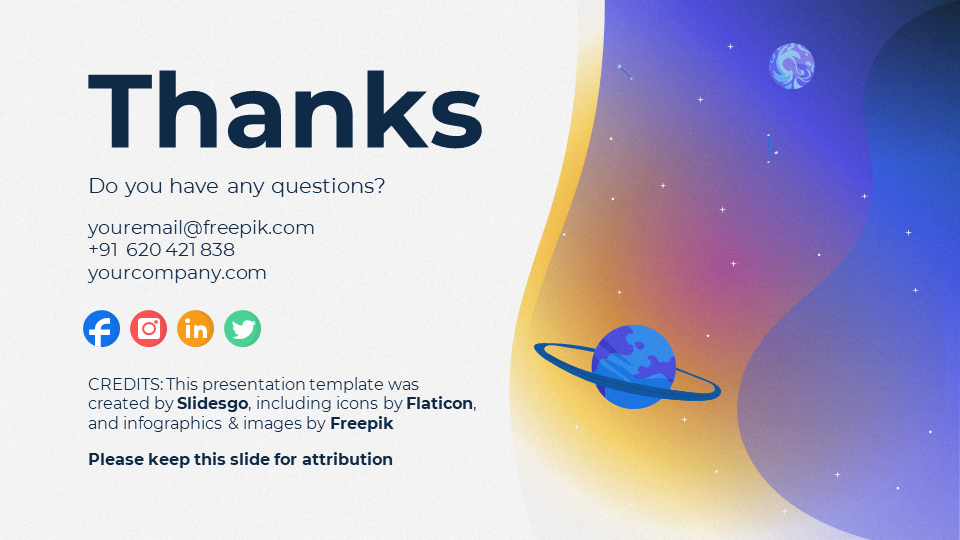 Thanks
Do you have any questions?
youremail@freepik.com
+91 620 421 838
yourcompany.com
CREDITS: This presentation template was
created by Slidesgo, including icons by Flaticon,
and infographics & images by Freepik
Please keep this slide for attribution